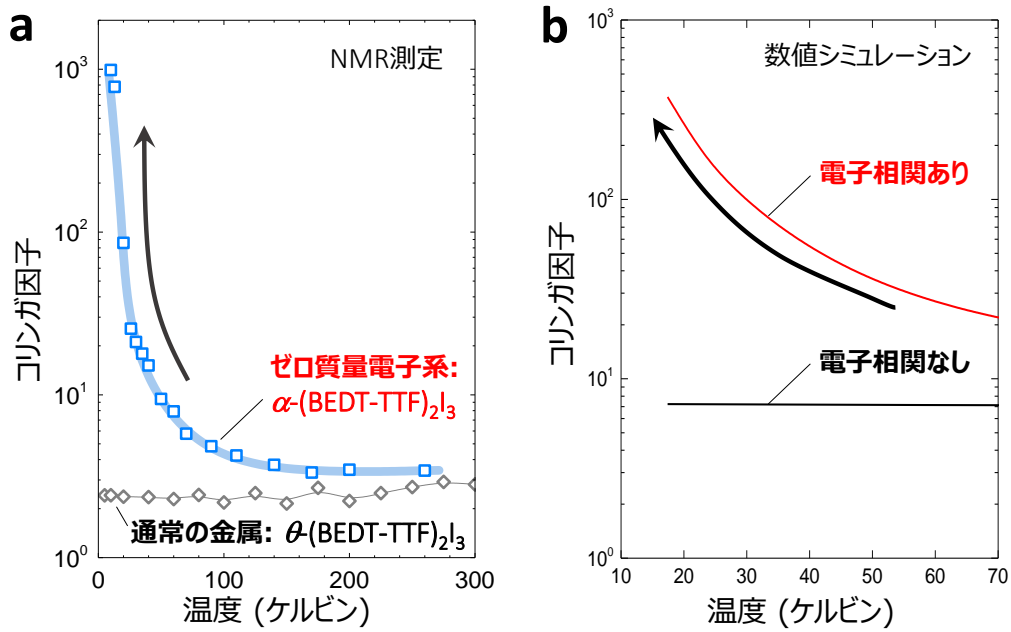 a
NMR測定
コリンガ因子
10³
10²
10¹
10⁰
ゼロ質量電子系:
α-(BEDT-TTF)₂I₃
通常の金属: θ-(BEDT-TTF)₂I₃
0 100 200 300
温度 (ケルビン)
b
数値シミュレーション
コリンガ因子
10³
10²
10¹
10⁰
電子相関あり
電子相関なし
10 20 30 40 50 60 70
温度 (ケルビン)